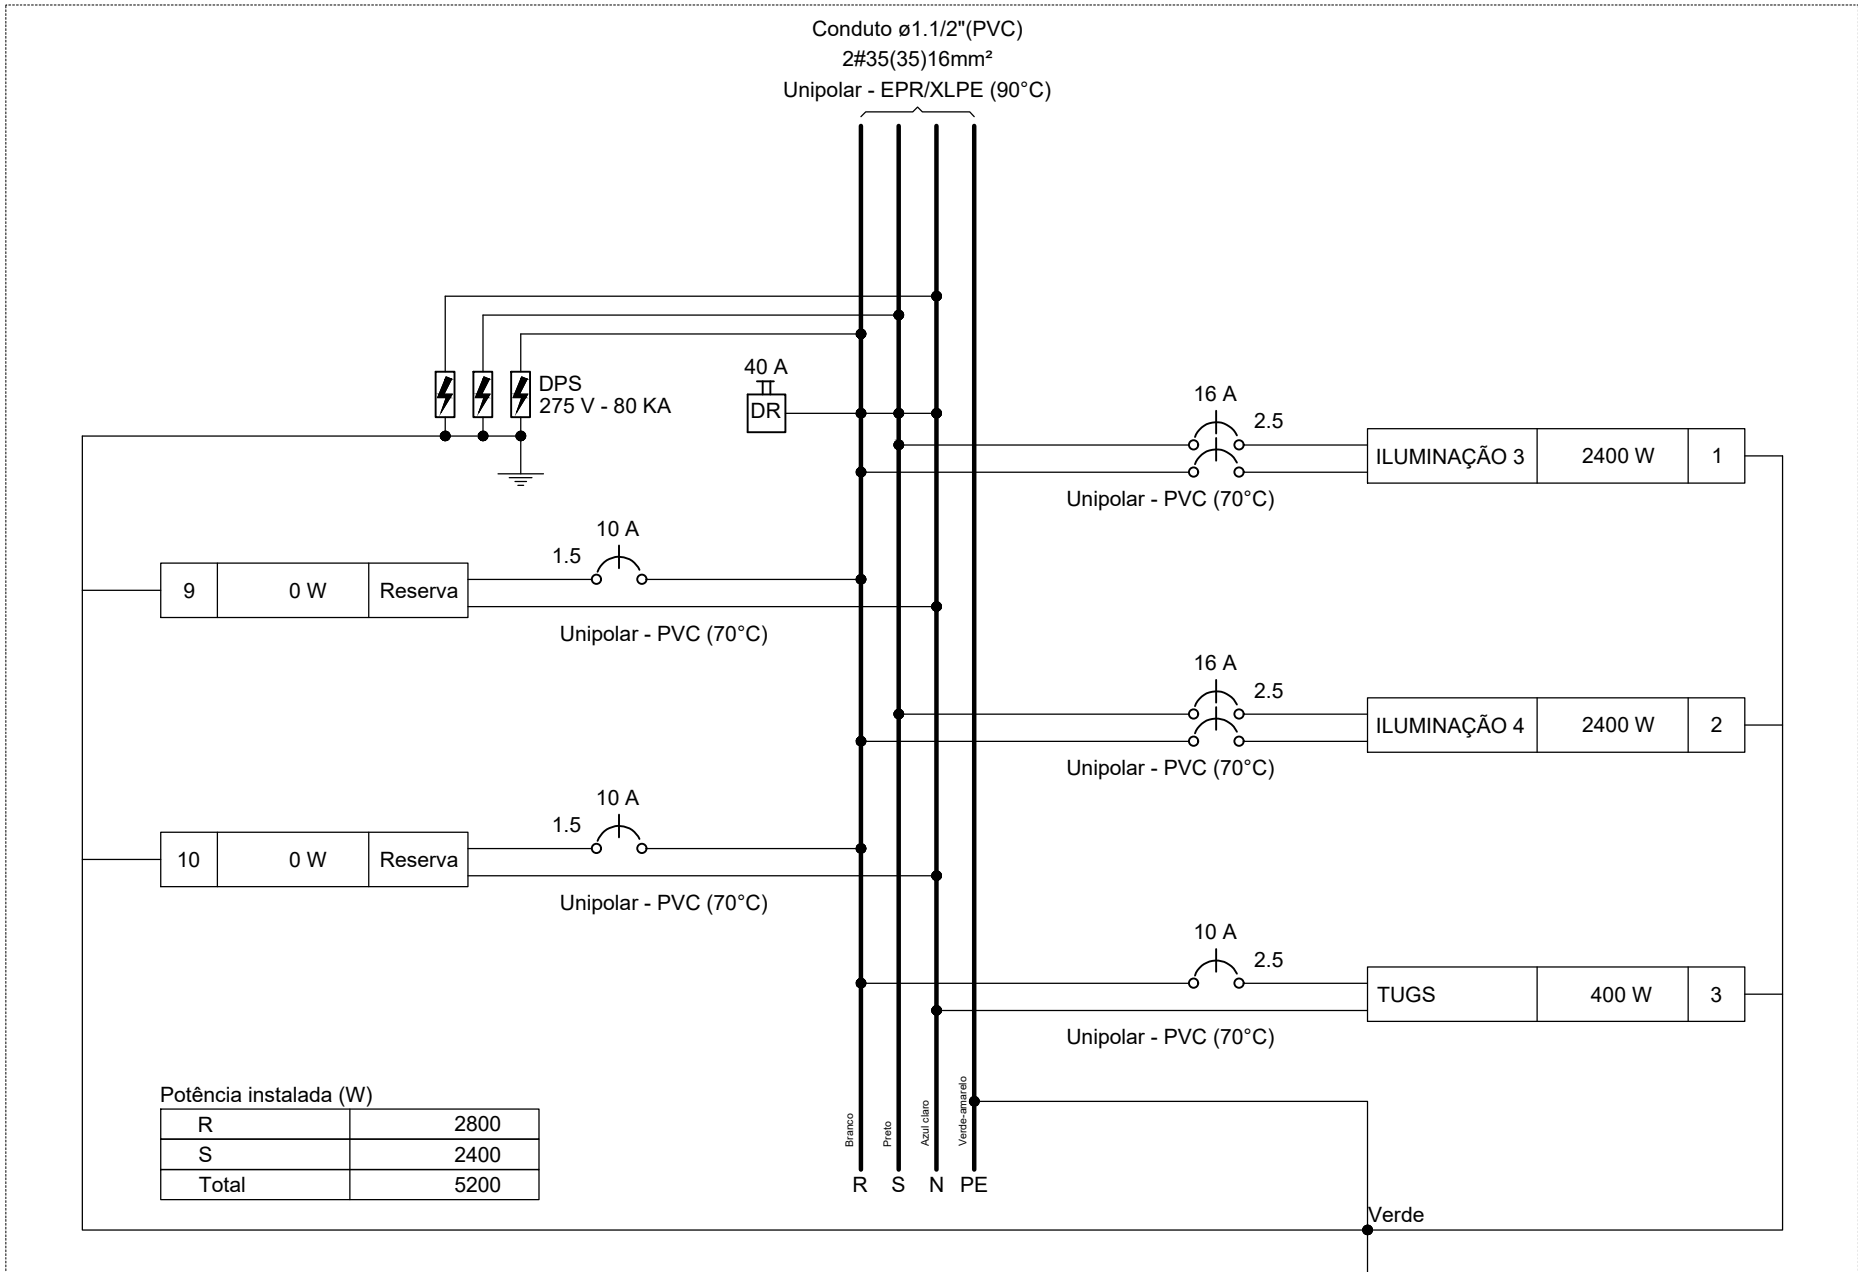 Conduto ø1.1/2"(PVC)
2#35(35)16mm²
Unipolar - EPR/XLPE (90°C)
DPS
275 V - 80 KA
40 A
DR
16 A
2.5
ILUMINAÇÃO 3 2400 W 1
Unipolar - PVC (70°C)
10 A
1.5
9 0 W Reserva
Unipolar - PVC (70°C)
16 A
2.5
ILUMINAÇÃO 4 2400 W 2
Unipolar - PVC (70°C)
10 A
1.5
10 0 W Reserva
Unipolar - PVC (70°C)
10 A
2.5
TUGS 400 W 3
Unipolar - PVC (70°C)
Potência instalada (W)
R 2800
S 2400
Total 5200
Branco
Preto
Azul claro
Verde-amarelo
R S N PE
Verde